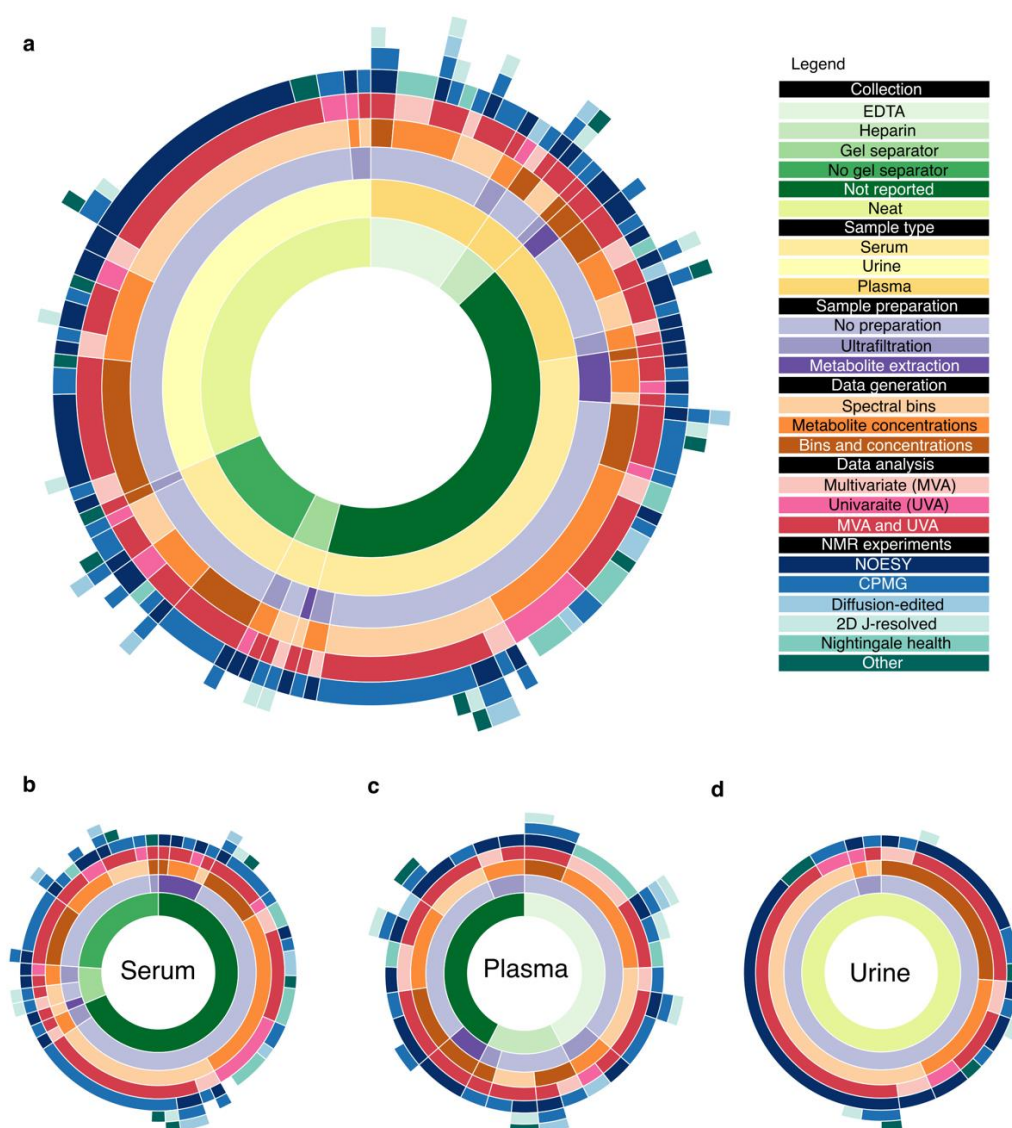 a
Legend
Collection
EDTA
Heparin
Gel separator
No gel separator
Not reported
Neat
Sample type
Serum
Urine
Plasma
Sample preparation
No preparation
Ultrafiltration
Metabolite extraction
Data generation
Spectral bins
Metabolite concentrations
Bins and concentrations
Data analysis
Multivariate (MVA)
Univaraite (UVA)
MVA and UVA
NMR experiments
NOESY
CPMG
Diffusion-edited
2D J-resolved
Nightingale health
Other
b
c
d
Serum
Plasma
Urine